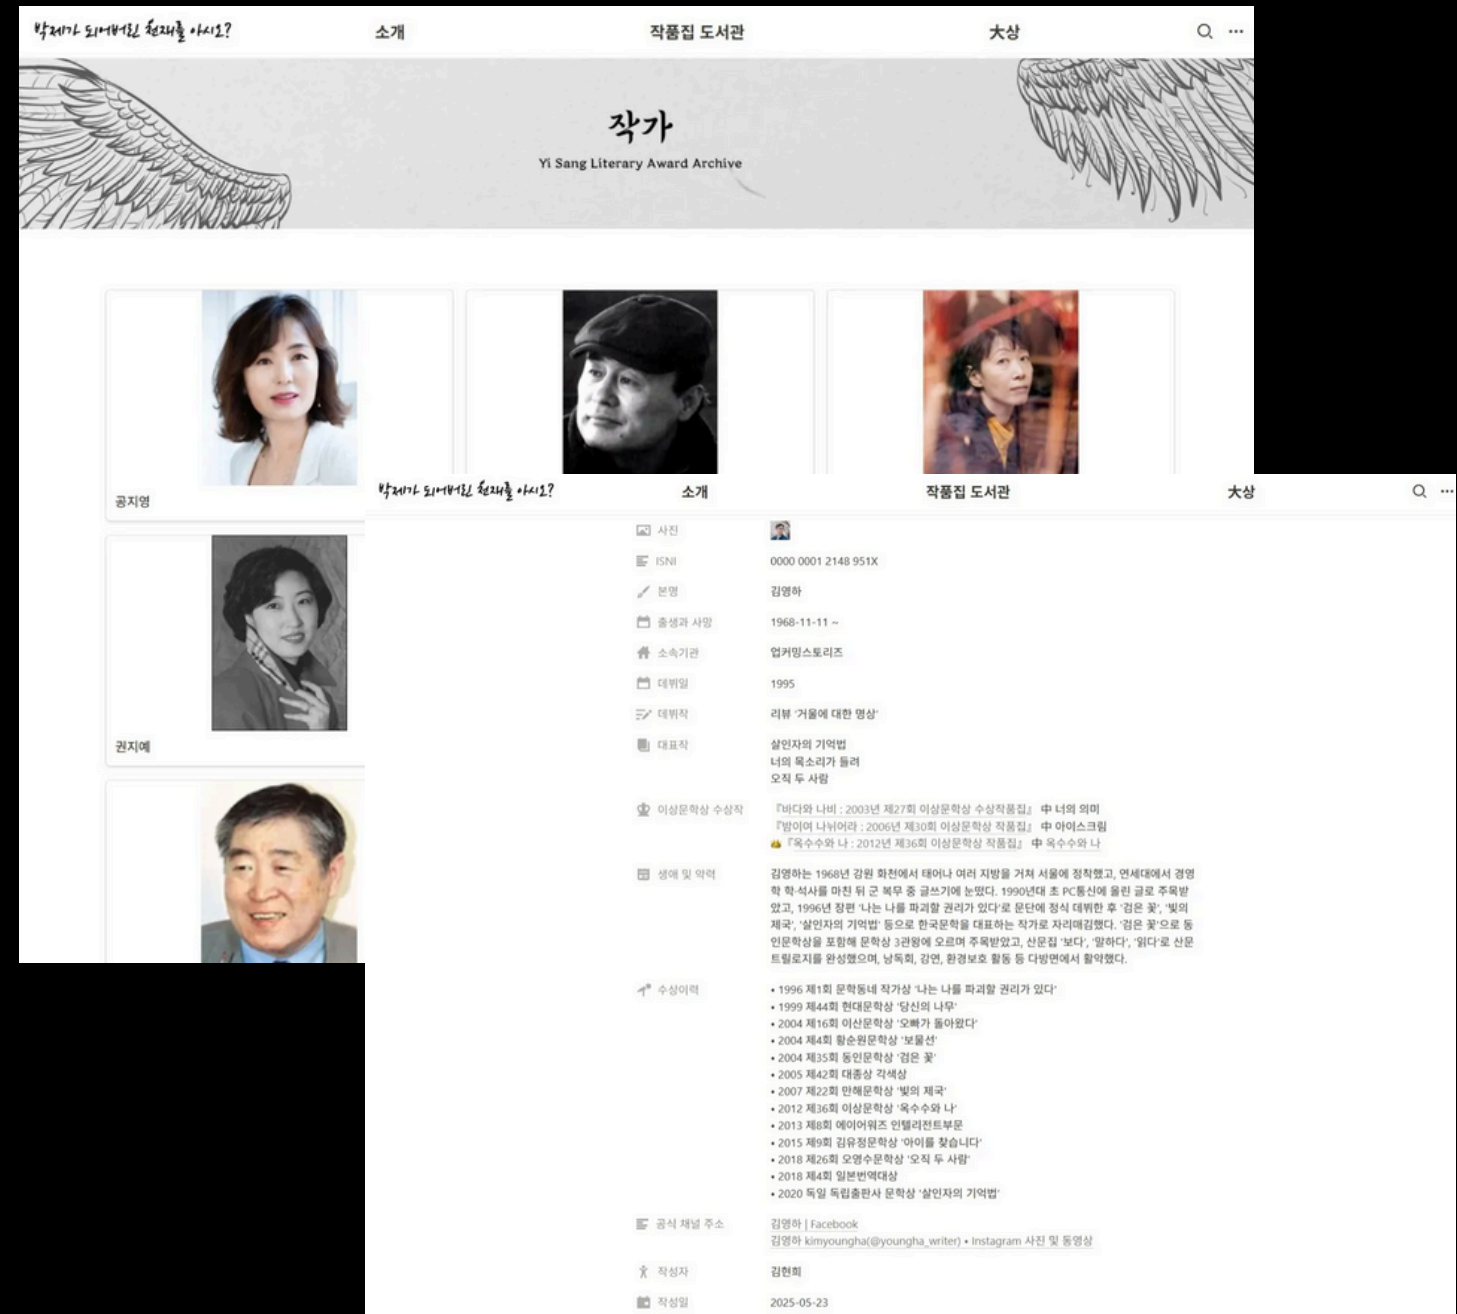 박제가 되어버린 천재를 아시오?
소개
작품집 도서관
大상
작가
Yi Sang Literary Award Archive
공지영
권지예
박제가 되어버린 천재를 아시오?
소개
작품집 도서관
大상
사진
ISNI 0000 0001 2148 951X
본명 김영하
출생과 사망 1968-11-11 ~
소속기관 업커밍스토리즈
데뷔일 1995
데뷔작 리뷰 '거울에 대한 명상'
대표작 살인자의 기억법
너의 목소리가 들려
오직 두 사람
이상문학상 수상작 『바다와 나비 : 2003년 제27회 이상문학상 수상작품집』 中 너의 의미
『밤이여 나뉘어라 : 2006년 제30회 이상문학상 작품집』 中 아이스크림
『옥수수와 나 : 2012년 제36회 이상문학상 작품집』 中 옥수수와 나
생애 및 약력 김영하는 1968년 강원 화천에서 태어나 여러 지방을 거쳐 서울에 정착했고, 연세대에서 경영
학 학·석사를 마친 뒤 군 복무 중 글쓰기에 눈떴다. 1990년대 초 PC통신에 올린 글로 주목받
았고, 1996년 장편 '나는 나를 파괴할 권리가 있다'로 문단에 정식 데뷔한 후 '검은 꽃', '빛의
제국', '살인자의 기억법' 등으로 한국문학을 대표하는 작가로 자리매김했다. '검은 꽃'으로 동
인문학상을 포함해 문학상 3관왕에 오르며 주목받았고, 산문집 '보다', '말하다', '읽다'로 산문
트릴로지를 완성했으며, 낭독회, 강연, 환경보호 활동 등 다방면에서 활약했다.
수상이력 • 1996 제1회 문학동네 작가상 '나는 나를 파괴할 권리가 있다'
• 1999 제44회 현대문학상 '당신의 나무'
• 2004 제16회 이산문학상 '오빠가 돌아왔다'
• 2004 제4회 황순원문학상 '보물선'
• 2004 제35회 동인문학상 '검은 꽃'
• 2005 제42회 대종상 각색상
• 2007 제22회 만해문학상 '빛의 제국'
• 2012 제36회 이상문학상 '옥수수와 나'
• 2013 제8회 에이어워즈 인텔리전트부문
• 2015 제9회 김유정문학상 '아이를 찾습니다'
• 2018 제26회 오영수문학상 '오직 두 사람'
• 2018 제4회 일본번역대상
• 2020 독일 독립출판사 문학상 '살인자의 기억법'
공식 채널 주소 김영하 | Facebook
김영하 kimyoungha(@youngha_writer) • Instagram 사진 및 동영상
작성자 김현희
작성일 2025-05-23